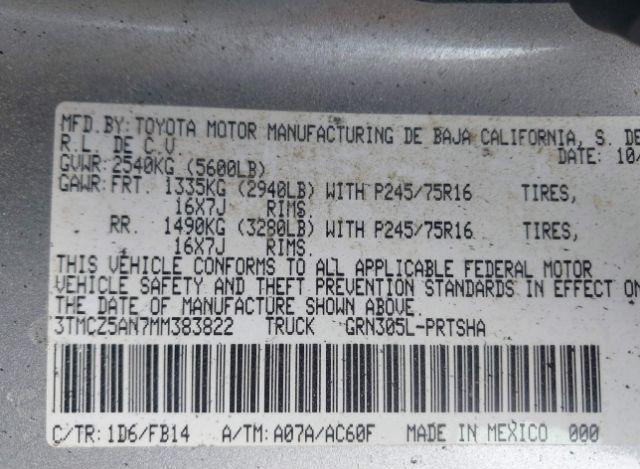 MFD.BY: TOYOTA MOTOR MANUFACTURING DE BAJA CALIFORNIA, S. DE
R.L. DE C.V. DATE: 10/
GVWR: 2540KG (5600LB)
GAWR: FRT. 1335KG (2940LB) WITH P245/75R16 TIRES,
16X7J RIMS.
RR. 1490KG (3280LB) WITH P245/75R16 TIRES,
16X7J RIMS.
THIS VEHICLE CONFORMS TO ALL APPLICABLE FEDERAL MOTOR
VEHICLE SAFETY AND THEFT PREVENTION STANDARDS IN EFFECT ON
THE DATE OF MANUFACTURE SHOWN ABOVE.
3TMCZ5AN7MM383822 TRUCK GRN305L-PRTSHA
C/TR: 1D6/FB14 A/TM: A07A/AC60F MADE IN MEXICO 000